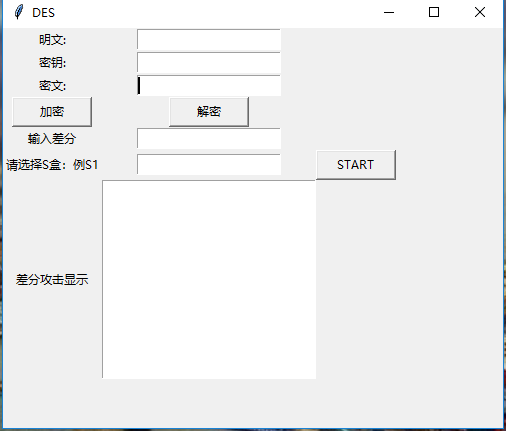 DES
明文:
密钥:
密文:
加密 解密
输入差分
请选择S盒：例S1 START
差分攻击显示